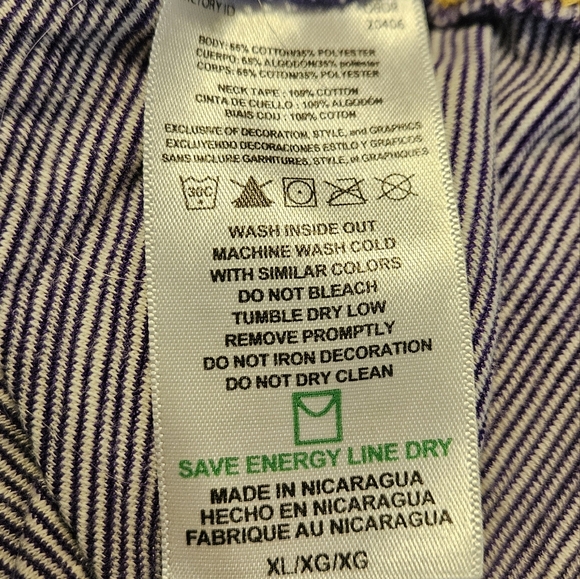 ID
20406
BODY: 65% COTTON/35% POLYESTER
CUERPO: 65% ALGODON/35% poliester
CORPS: 65% COTON/35% POLYESTER
NECK TAPE : 100% COTTON
CINTA DE CUELLO : 100% ALGODON
BIAIS COU : 100% COTON
EXCLUSIVE OF DECORATION, STYLE, and GRAPHICS
EXCLUYENDO DECORACIONES ESTILO Y GRAFICOS
SANS INCLURE GARNITURES, STYLE, et GRAPHIQUES
30C
WASH INSIDE OUT
MACHINE WASH COLD
WITH SIMILAR COLORS
DO NOT BLEACH
TUMBLE DRY LOW
REMOVE PROMPTLY
DO NOT IRON DECORATION
DO NOT DRY CLEAN
SAVE ENERGY LINE DRY
MADE IN NICARAGUA
HECHO EN NICARAGUA
FABRIQUE AU NICARAGUA
XL/XG/XG